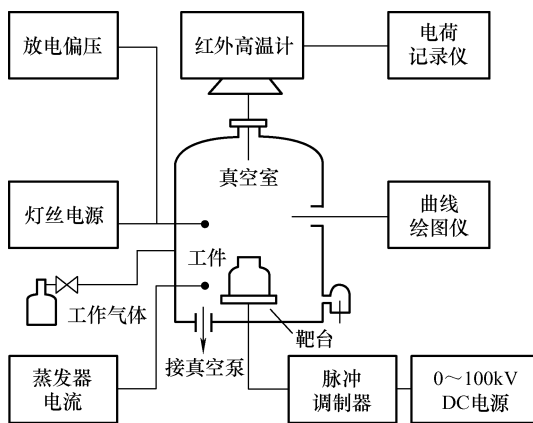 放电偏压
红外高温计
电荷
记录仪
真空室
灯丝电源
曲线
绘图仪
工件
工作气体
靶台
接真空泵
蒸发器
电流
脉冲
调制器
0～100kV
DC电源